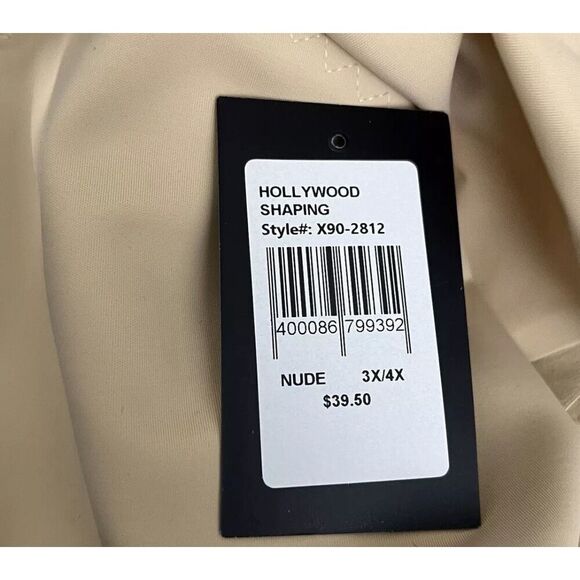 HOLLYWOOD
SHAPING
Style#: X90-2812
400086 799392
NUDE 3X/4X
$39.50